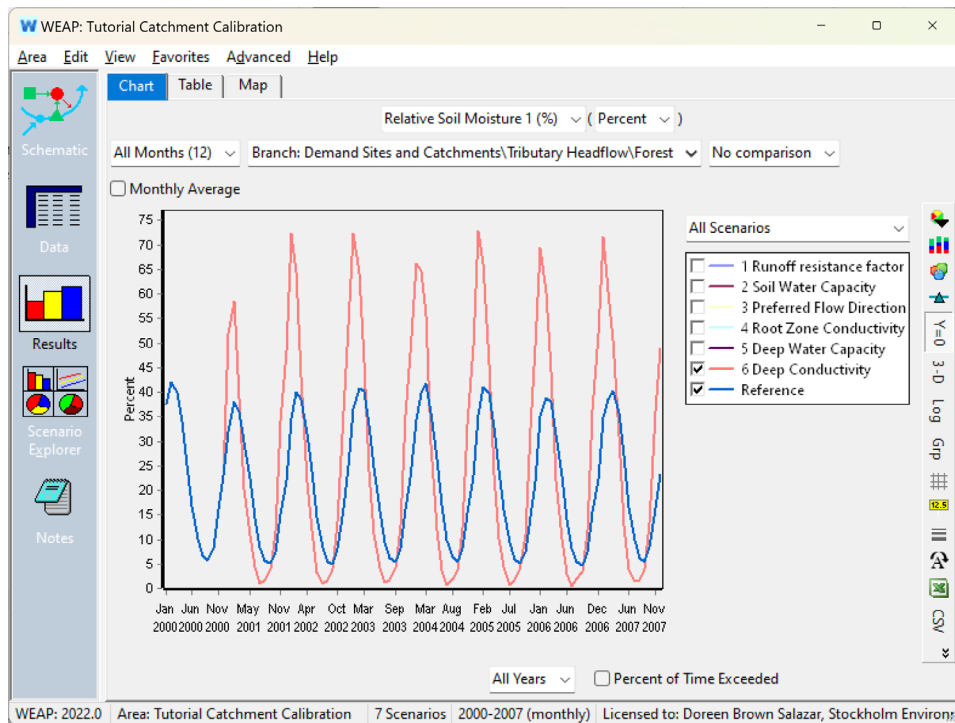 WEAP: Tutorial Catchment Calibration
Area Edit View Favorites Advanced Help
Schematic
Data
Results
Scenario
Explorer
Notes
Chart Table Map
Relative Soil Moisture 1 (%) ( Percent )
All Months (12) Branch: Demand Sites and Catchments\Tributary Headflow\Forest No comparison
Monthly Average
Percent
75
70
65
60
55
50
45
40
35
30
25
20
15
10
5
0
Jan Jun Nov May Nov Apr Oct Mar Sep Mar Aug Feb Jul Jan Jun Dec Jun Nov
2000 2000 2000 2001 2001 2002 2002 2003 2003 2004 2004 2005 2005 2006 2006 2006 2007 2007
All Scenarios
1 Runoff resistance factor
2 Soil Water Capacity
3 Preferred Flow Direction
4 Root Zone Conductivity
5 Deep Water Capacity
6 Deep Conductivity
Reference
Y=0
3-D
Log
Grp
12.5
A
CSV
All Years Percent of Time Exceeded
WEAP: 2022.0 Area: Tutorial Catchment Calibration 7 Scenarios 2000-2007 (monthly) Licensed to: Doreen Brown Salazar, Stockholm Environ